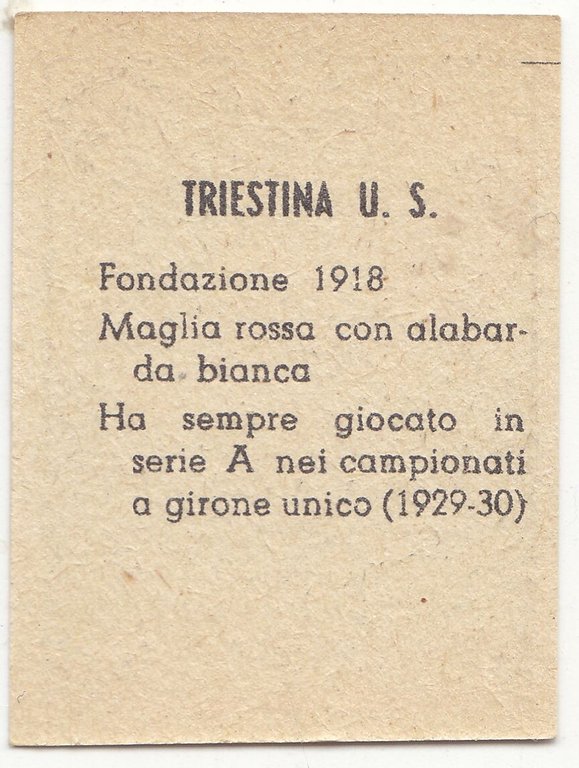 TRIESTINA U. S.
Fondazione 1918
Maglia rossa con alabar-
da bianca
Ha sempre giocato in
serie A nei campionati
a girone unico (1929-30)